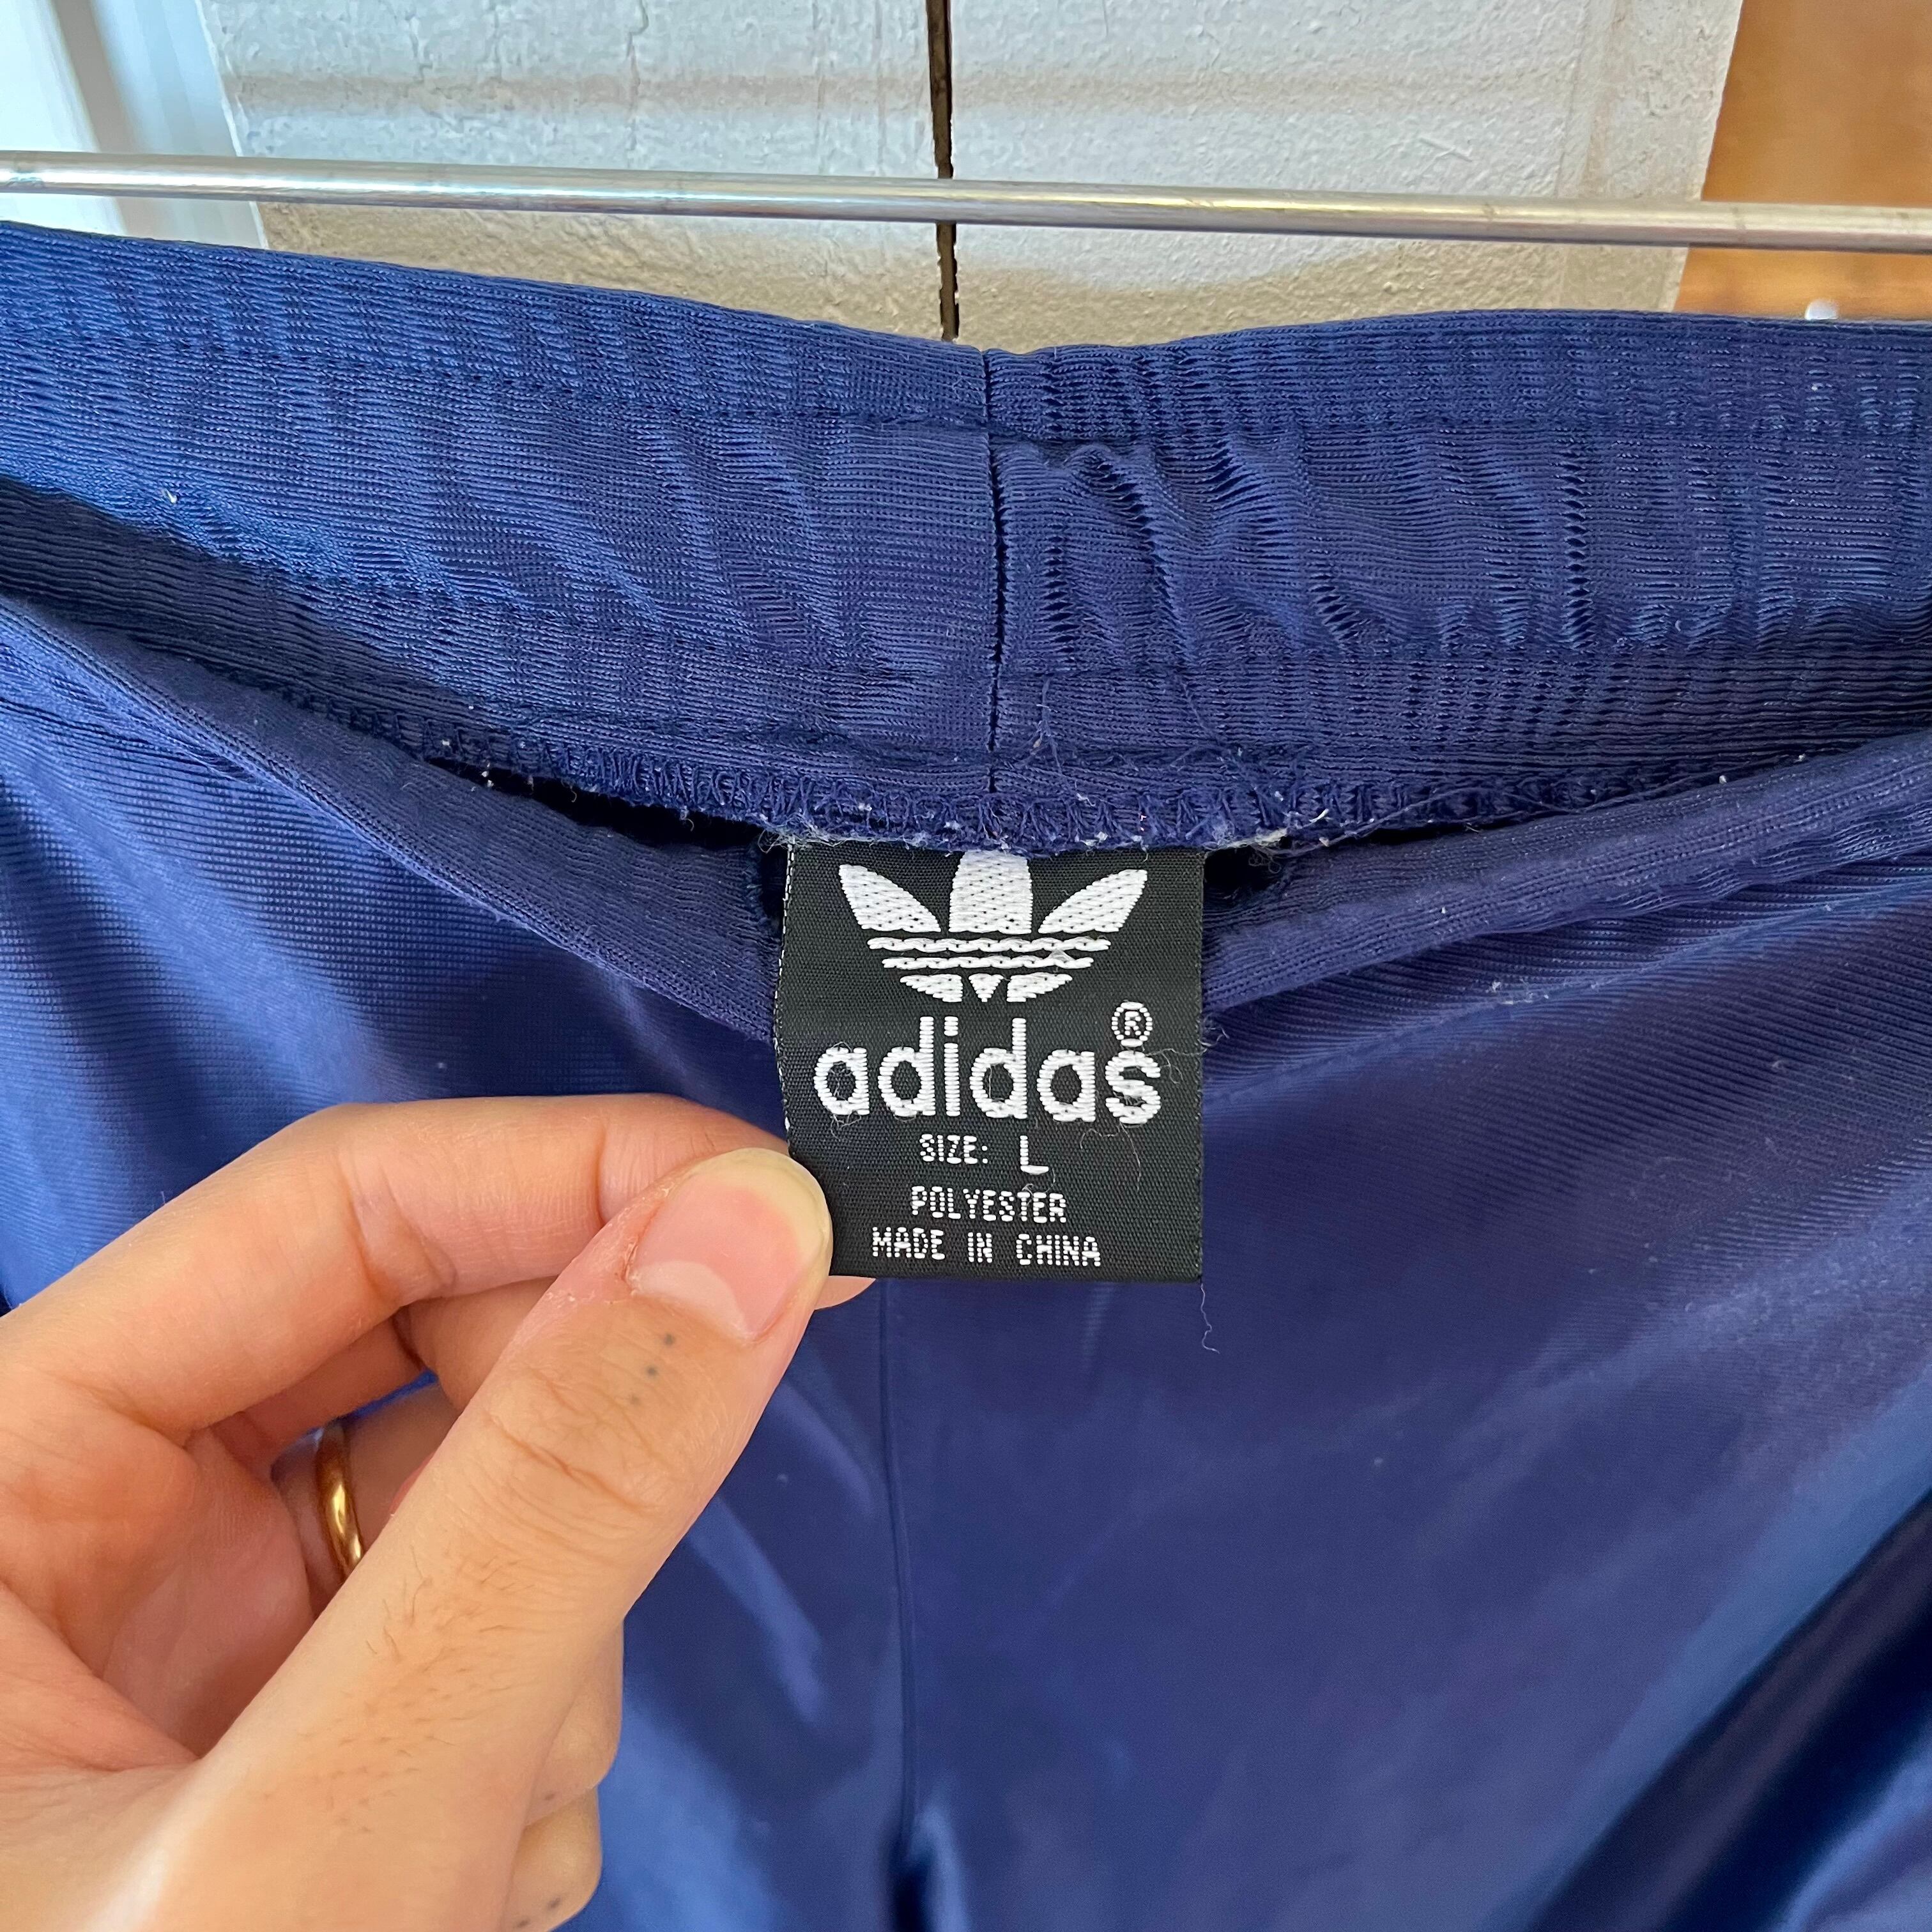 adidas®
SIZE: L
POLYESTER
MADE IN CHINA